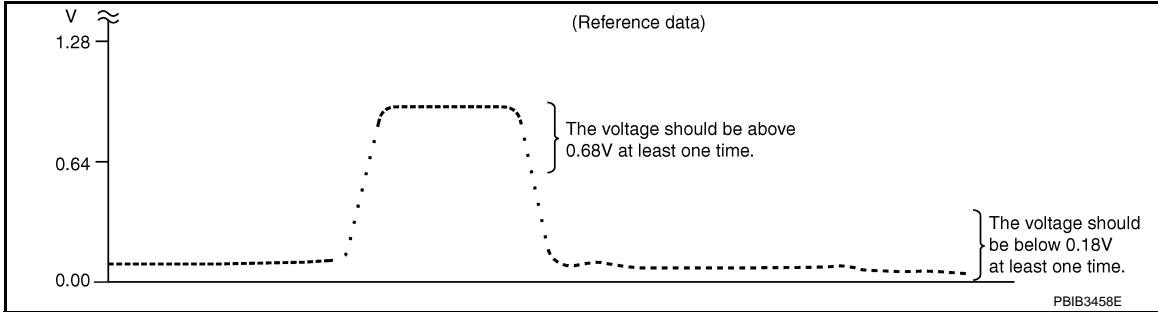 V
(Reference data)
1.28
The voltage should be above
0.68V at least one time.
0.64
The voltage should
be below 0.18V
at least one time.
0.00
PBIB3458E